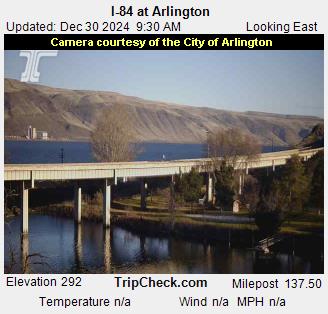 I-84 at Arlington
Updated: Dec 30 2024 9:30 AM Looking East
Camera courtesy of the City of Arlington
Elevation 292 TripCheck.com Milepost 137.50
Temperature n/a Wind n/a MPH n/a